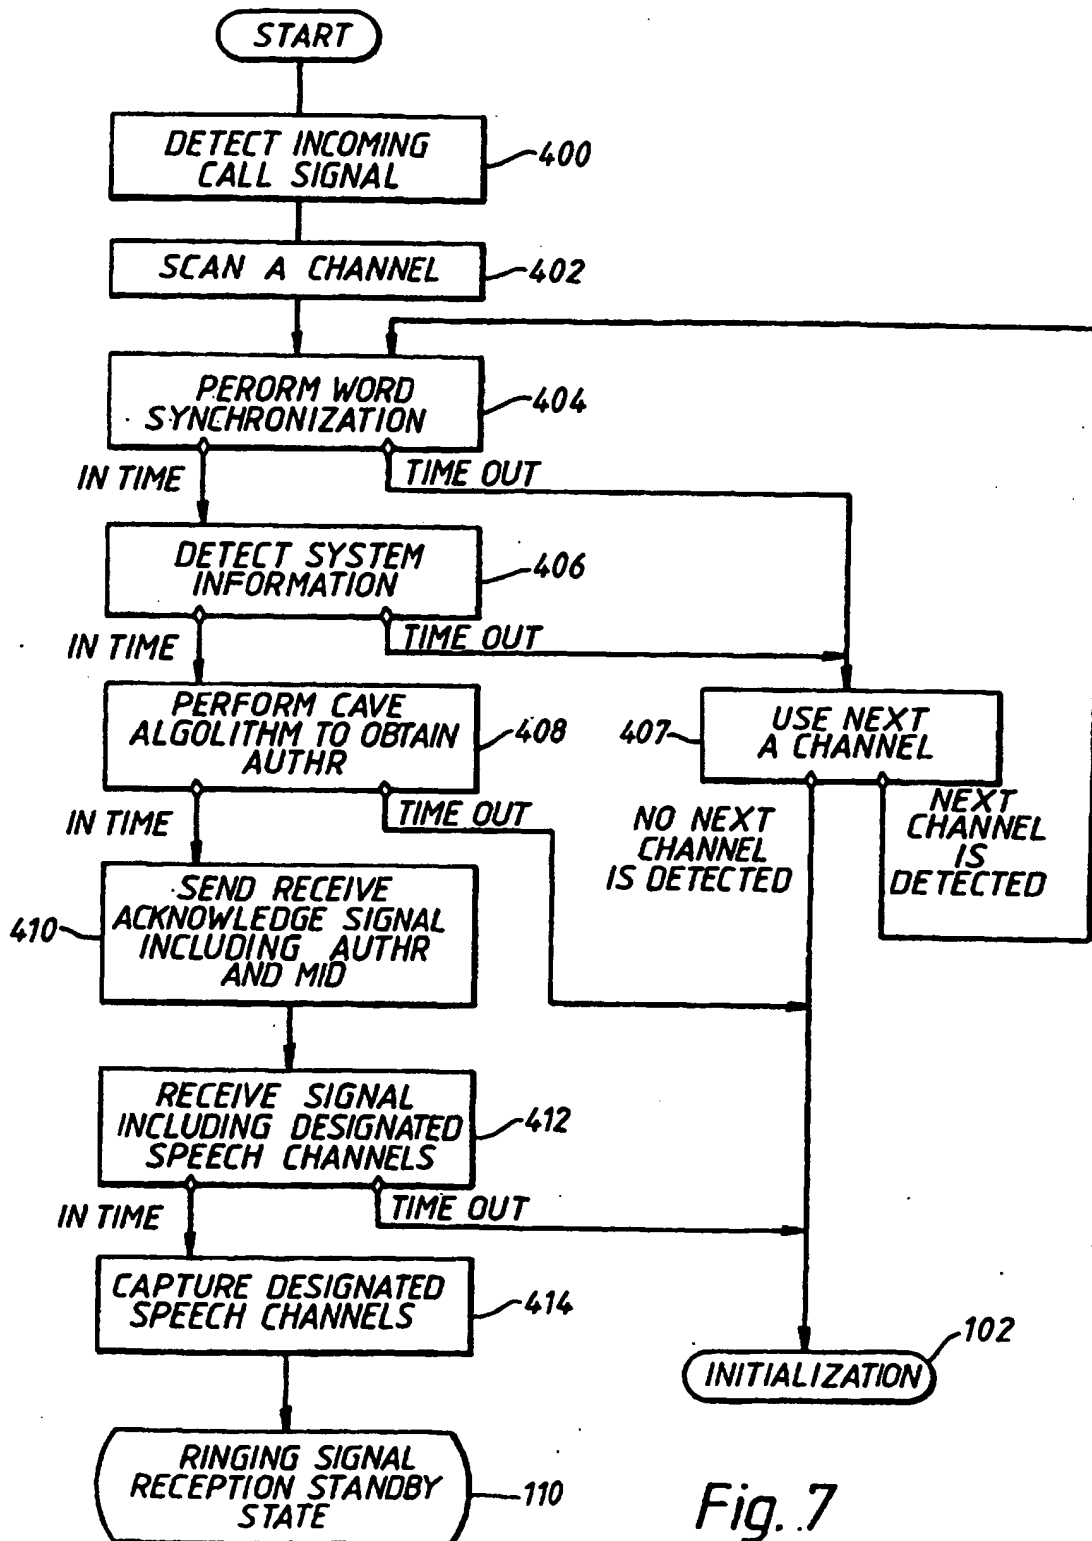 START
DETECT INCOMING
CALL SIGNAL
400
SCAN A CHANNEL
402
PERORM WORD
SYNCHRONIZATION
404
IN TIME
TIME OUT
DETECT SYSTEM
INFORMATION
406
IN TIME
TIME OUT
PERFORM CAVE
ALGOLITHM TO OBTAIN
AUTHR
408
407
USE NEXT
A CHANNEL
IN TIME
TIME OUT
NO NEXT
CHANNEL
IS DETECTED
NEXT
CHANNEL
IS
DETECTED
410
SEND RECEIVE
ACKNOWLEDGE SIGNAL
INCLUDING AUTHR
AND MID
RECEIVE SIGNAL
INCLUDING DESIGNATED
SPEECH CHANNELS
412
IN TIME
TIME OUT
CAPTURE DESIGNATED
SPEECH CHANNELS
414
102
INITIALIZATION
RINGING SIGNAL
RECEPTION STANDBY
STATE
110
Fig. 7